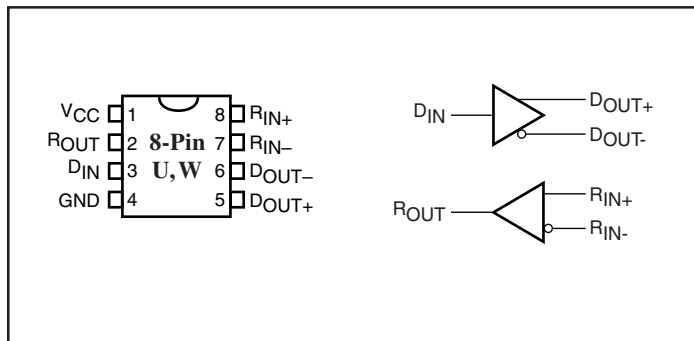 VCC 1 8 RIN+
ROUT 2 8-Pin 7 RIN–
DIN 3 U, W 6 DOUT–
GND 4 5 DOUT+
DIN DOUT+
DOUT-
ROUT RIN+
RIN-